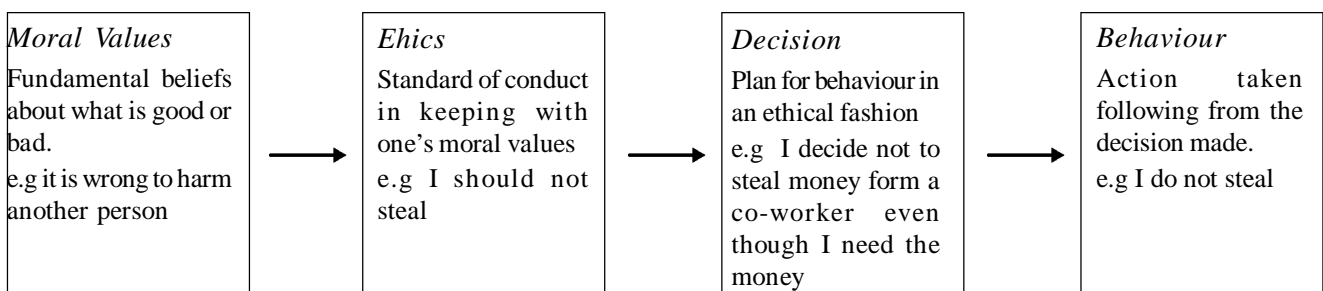 Moral Values
Fundamental beliefs
about what is good or
bad.
e.g it is wrong to harm
another person
Ehics
Standard of conduct
in keeping with
one's moral values
e.g I should not
steal
Decision
Plan for behaviour in
an ethical fashion
e.g I decide not to
steal money form a
co-worker even
though I need the
money
Behaviour
Action taken
following from the
decision made.
e.g I do not steal